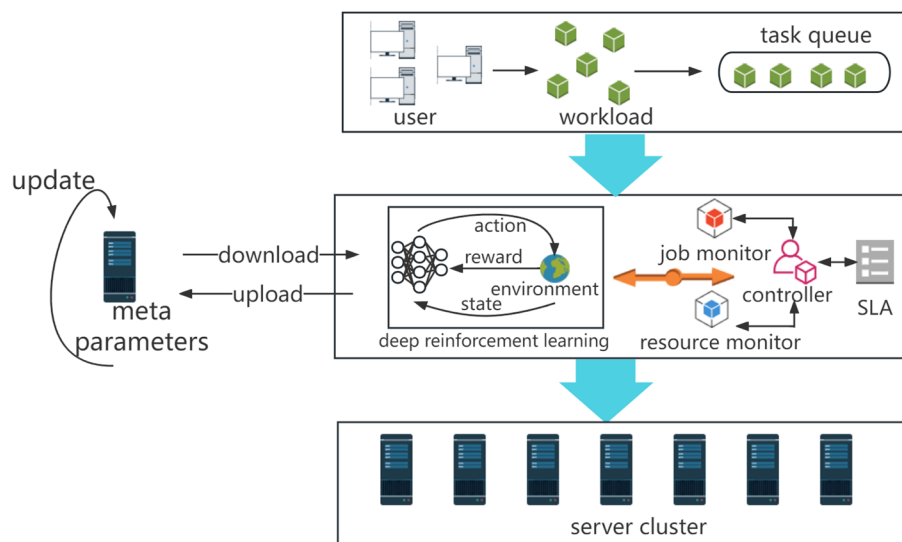 task queue
user
workload
update
action
download
reward
job monitor
environment
upload
state
controller
SLA
meta
parameters
deep reinforcement learning
resource monitor
server cluster